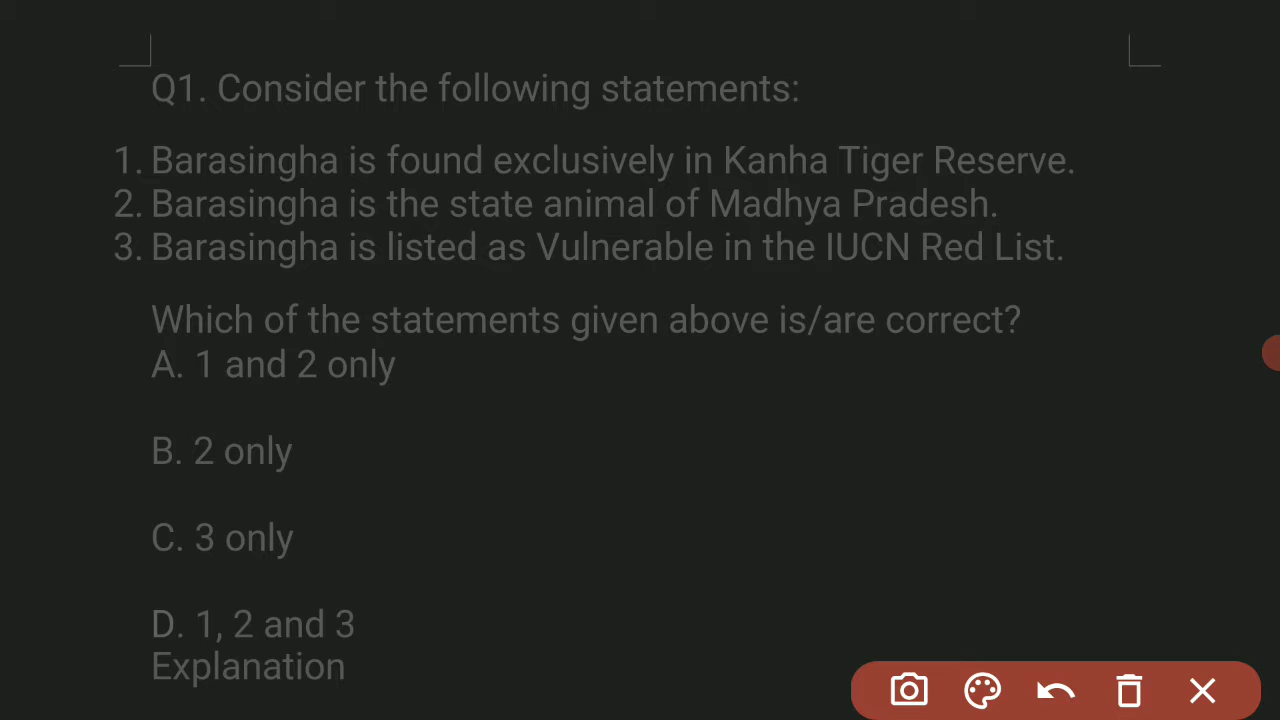 Q1. Consider the following statements:
1. Barasingha is found exclusively in Kanha Tiger Reserve.
2. Barasingha is the state animal of Madhya Pradesh.
3. Barasingha is listed as Vulnerable in the IUCN Red List.
Which of the statements given above is/are correct?
A. 1 and 2 only
B. 2 only
C. 3 only
D. 1, 2 and 3
Explanation